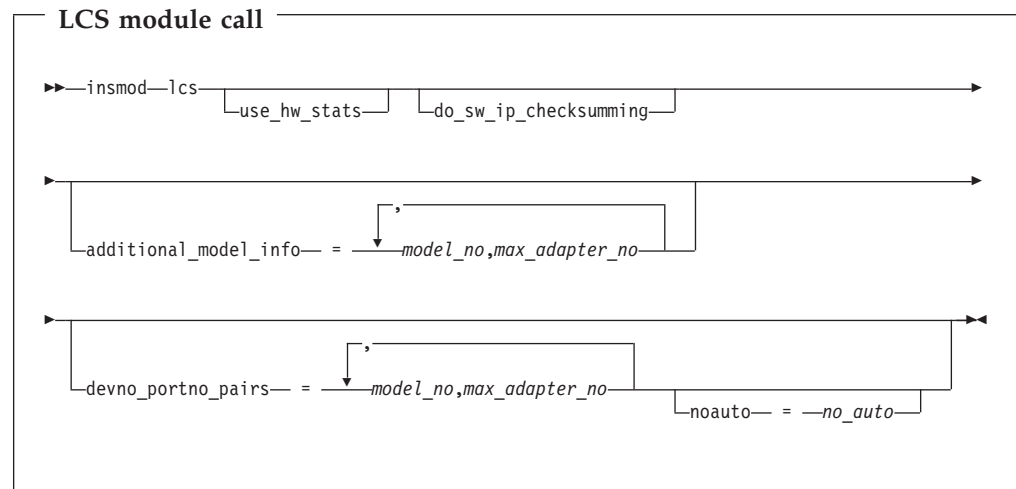 LCS module call
insmod lcs
use_hw_stats do_sw_ip_checksumming
,
additional_model_info = model_no,max_adapter_no
,
devno_portno_pairs = model_no,max_adapter_no
noauto = no_auto